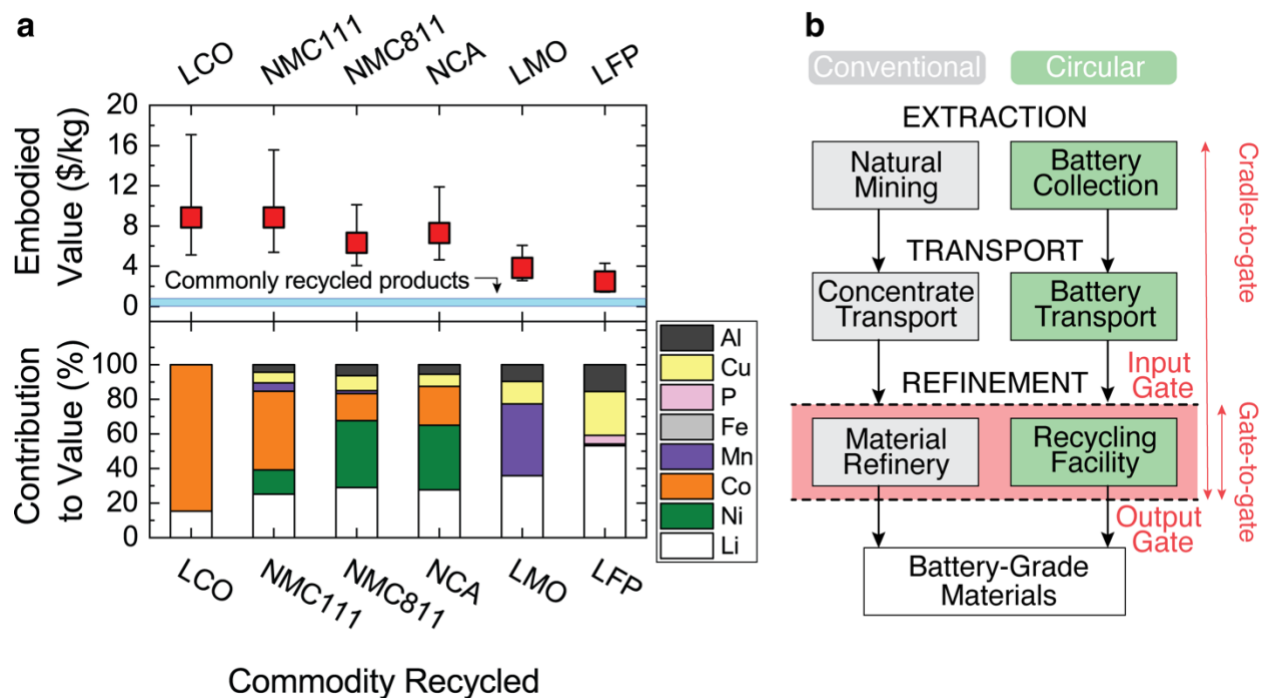 a
LCO
NMC111
NMC811
NCA
LMO
LFP
Embodied
Value ($/kg)
20
16
12
8
4
0
Commonly recycled products
Contribution
to Value (%)
100
80
60
40
20
0
Al
Cu
P
Fe
Mn
Co
Ni
Li
LCO
NMC111
NMC811
NCA
LMO
LFP
Commodity Recycled
b
Conventional
Circular
EXTRACTION
Natural
Mining
Battery
Collection
TRANSPORT
Concentrate
Transport
Battery
Transport
REFINEMENT
Input
Gate
Material
Refinery
Recycling
Facility
Output
Gate
Battery-Grade
Materials
Cradle-to-gate
Gate-to-gate